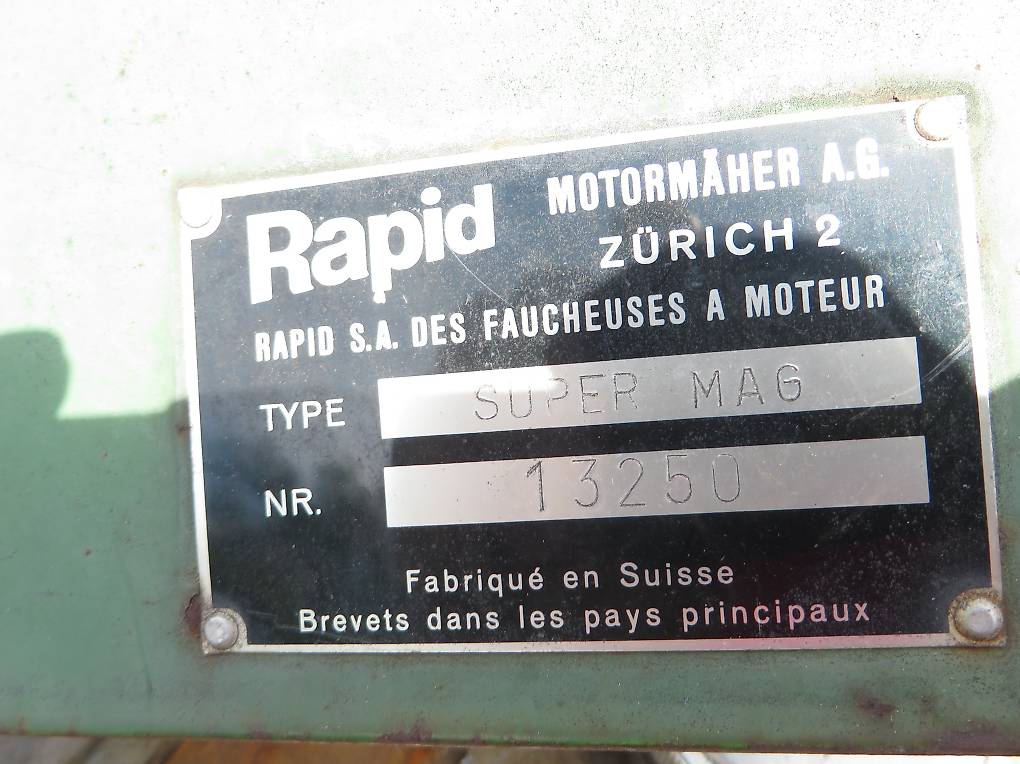 Rapid MOTORMÄHER A.G.
ZÜRICH 2
RAPID S.A. DES FAUCHEUSES A MOTEUR
TYPE SUPER MAG
NR. 13250
Fabriqué en Suisse
Brevets dans les pays principaux